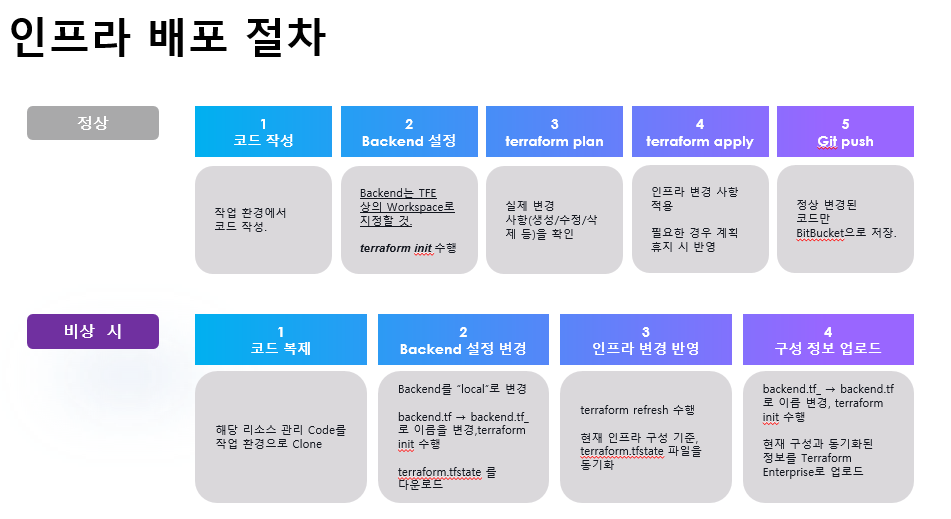 인프라 배포 절차
정상
1
코드 작성
2
Backend 설정
3
terraform plan
4
terraform apply
5
Git push
작업 환경에서
코드 작성.
Backend는 TFE
상의 Workspace로
지정할 것.
terraform init 수행
실제 변경
사항(생성/수정/삭
제 등)을 확인
인프라 변경 사항
적용
필요한 경우 계획
휴지 시 반영
정상 변경된
코드만
BitBucket으로 저장.
비상 시
1
코드 복제
2
Backend 설정 변경
3
인프라 변경 반영
4
구성 정보 업로드
해당 리소스 관리 Code를
작업 환경으로 Clone
Backend를 “local”로 변경
backend.tf → backend.tf_
로 이름을 변경,terraform
init 수행
terraform.tfstate 를
다운로드
terraform refresh 수행
현재 인프라 구성 기준,
terraform.tfstate 파일을
동기화
backend.tf_ → backend.tf
로 이름 변경, terraform
init 수행
현재 구성과 동기화된
정보를 Terraform
Enterprise로 업로드